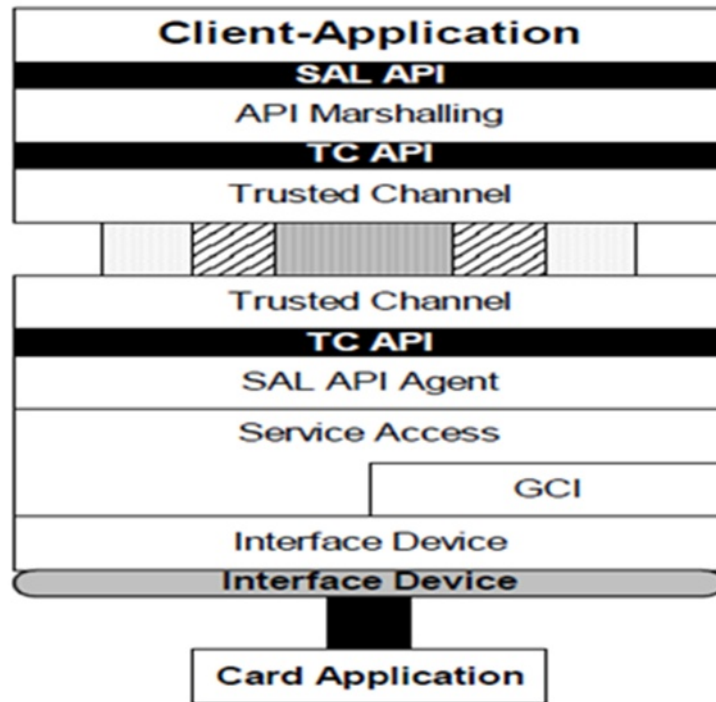 Client-Application
SAL API
API Marshalling
TC API
Trusted Channel
Trusted Channel
TC API
SAL API Agent
Service Access
GCI
Interface Device
Interface Device
Card Application